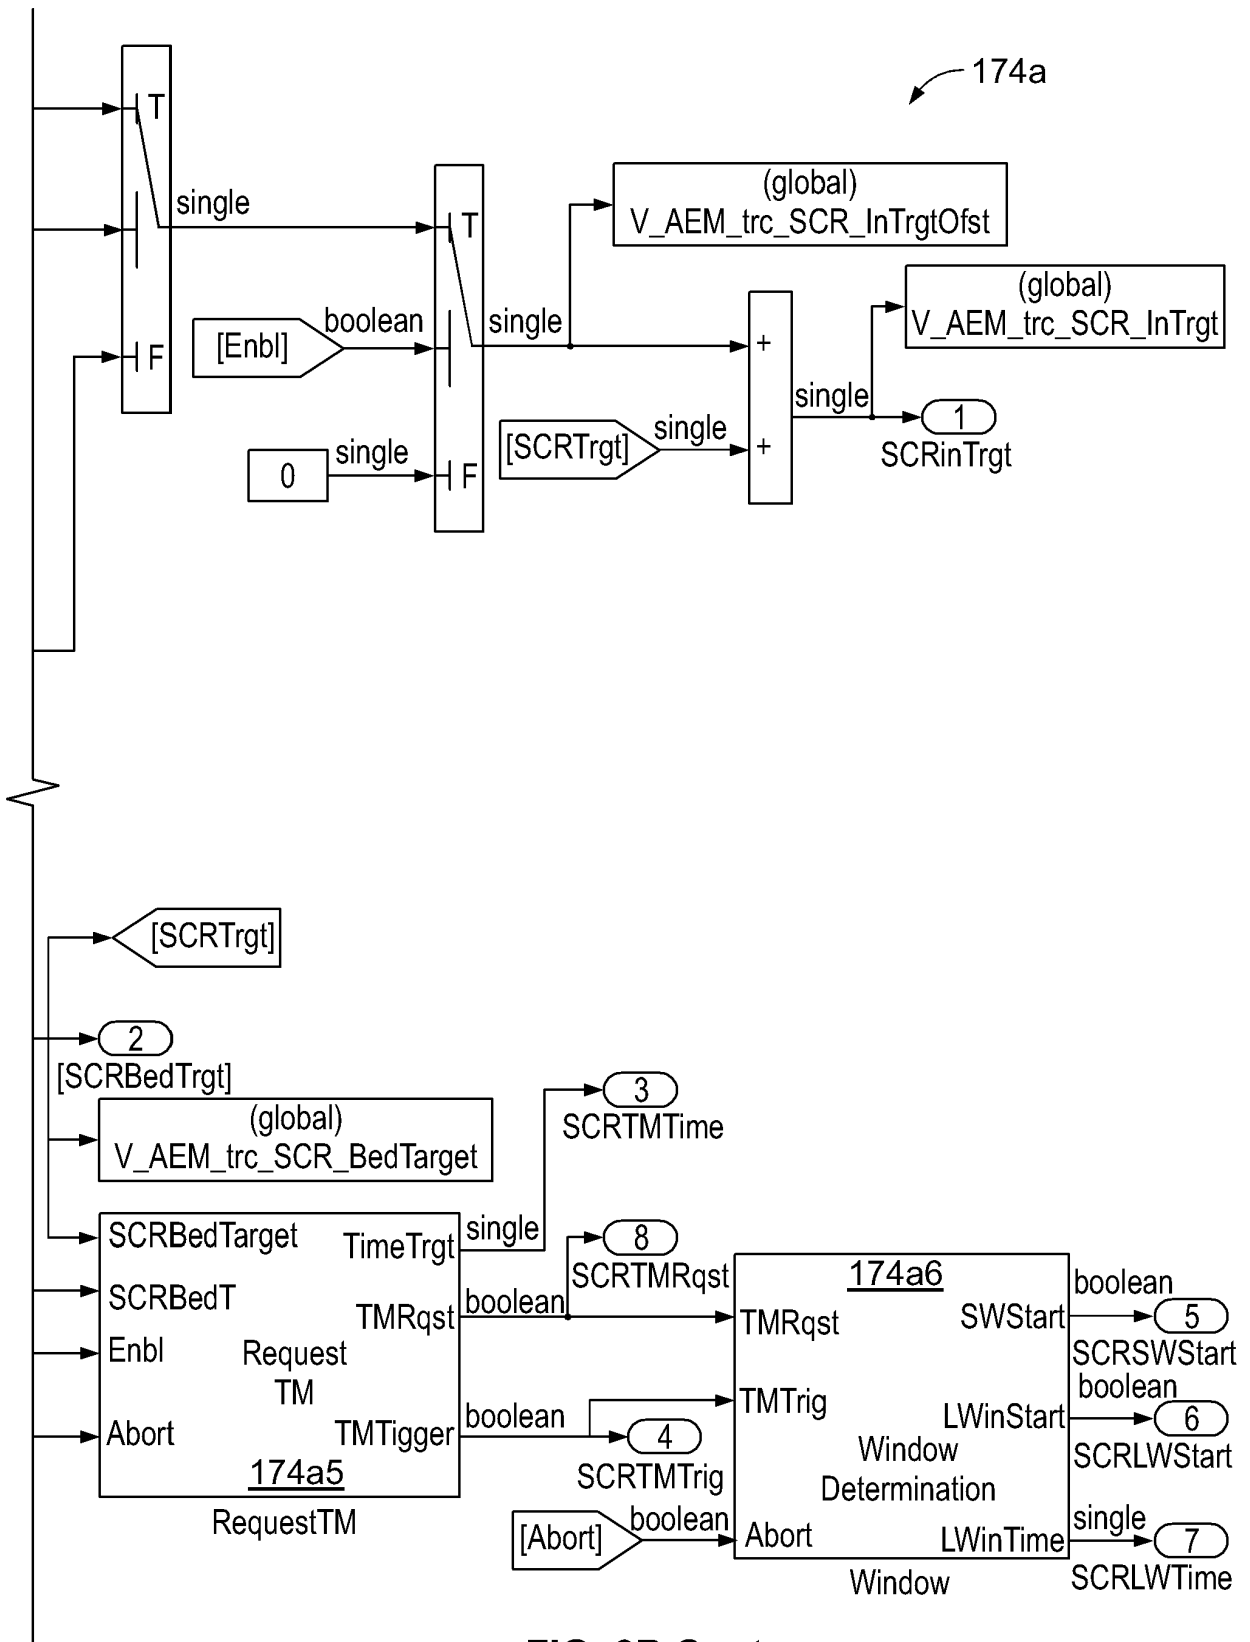 174a
T
single
(global)
V_AEM_trc_SCR_InTrgtOfst
T
(global)
V_AEM_trc_SCR_InTrgt
boolean
single
[Enbl]
F
+
single
1
SCRinTrgt
[SCRTrgt]
single
+
single
0
F
[SCRTrgt]
2
[SCRBedTrgt]
3
SCRTMTime
(global)
V_AEM_trc_SCR_BedTarget
SCRBedTarget
TimeTrgt
single
8
SCRTMRqst
SCRBedT
TMRqst
boolean
Enbl
Request
TM
Abort
TMTigger
boolean
4
SCRTMTrig
174a5
RequestTM
174a6
TMRqst
SWStart
boolean
5
SCRSWStart
TMTrig
boolean
LWinStart
6
SCRLWStart
Window
Determination
[Abort]
boolean
Abort
LWinTime
single
7
SCRLWTime
Window